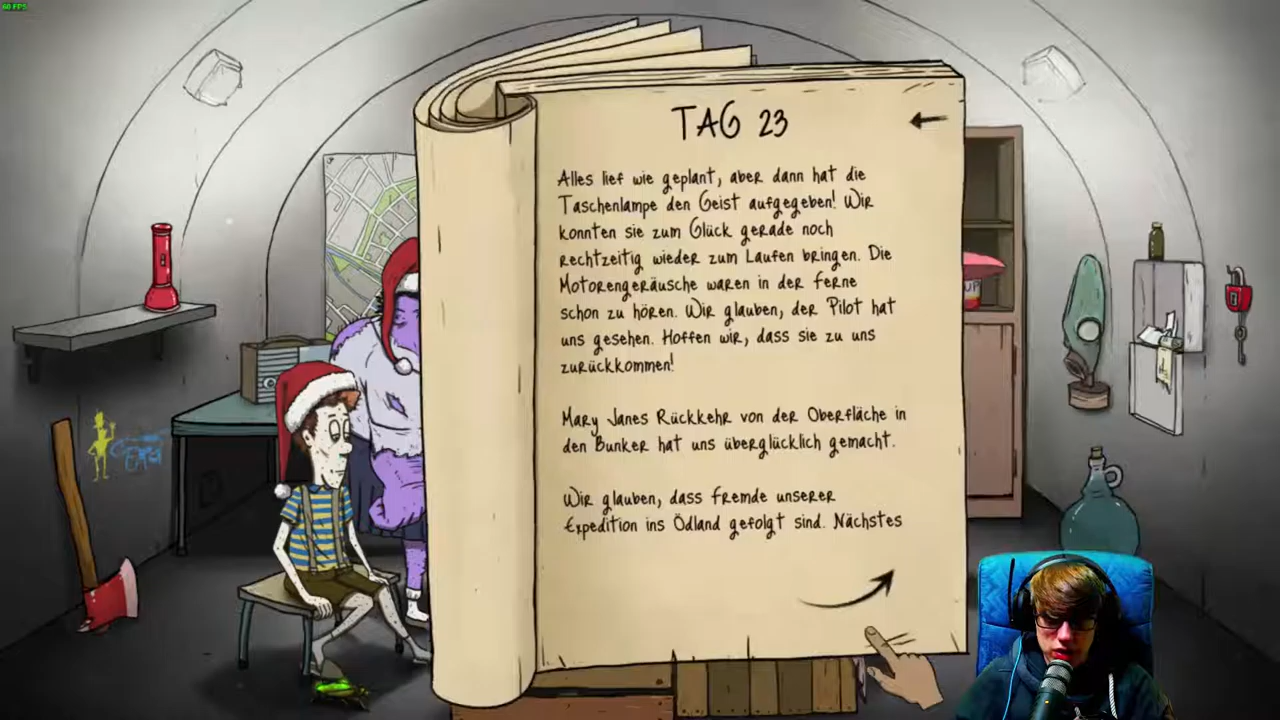 60 FPS
TAG 23
Alles lief wie geplant, aber dann hat die
Taschenlampe den Geist aufgegeben! Wir
konnten sie zum Glück gerade noch
rechtzeitig wieder zum Laufen bringen. Die
Motorengeräusche waren in der Ferne
schon zu hören. Wir glauben, der Pilot hat
uns gesehen. Hoffen wir, dass sie zu uns
zurückkommen!
Mary Janes Rückkehr von der Oberfläche in
den Bunker hat uns überglücklich gemacht.
Wir glauben, dass Fremde unserer
Expedition ins Ödland gefolgt sind. Nächstes